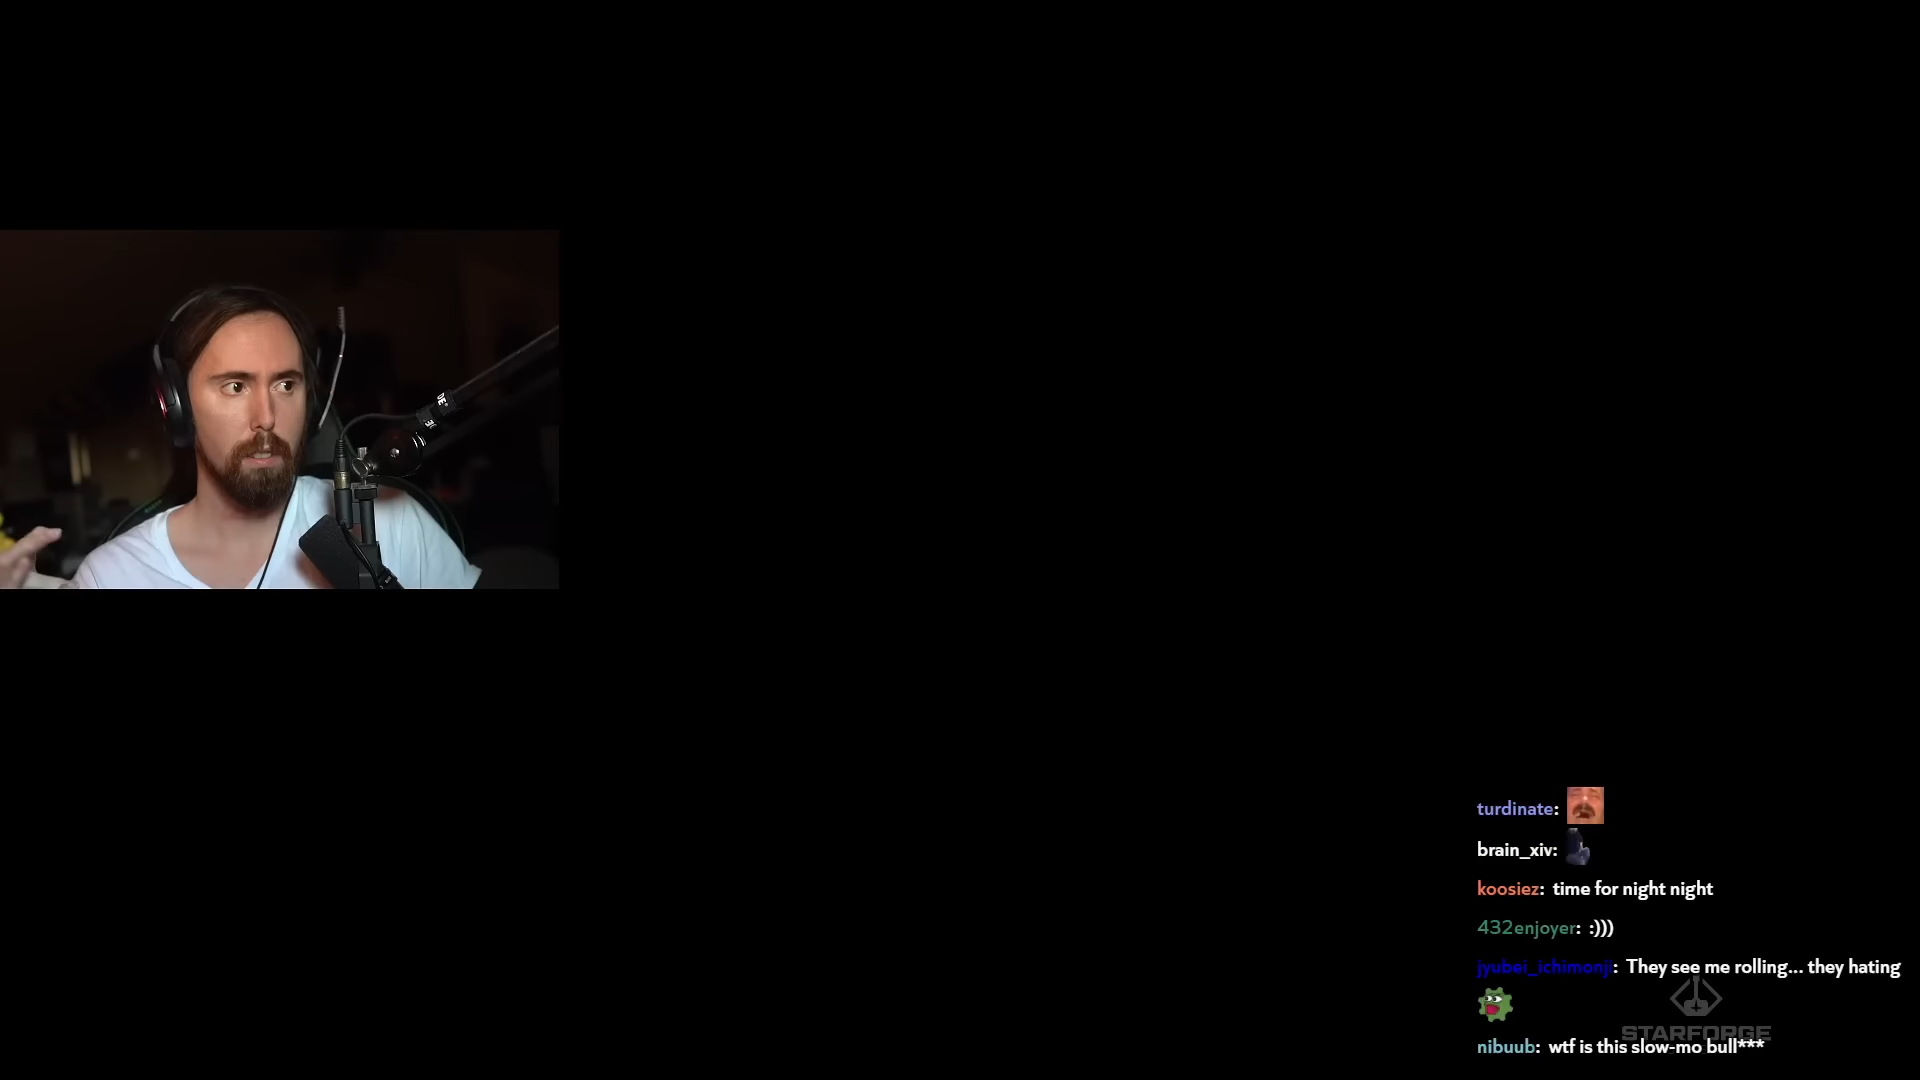 turdinate:
brain_xiv:
koosiez: time for night night
432enjoyer: :)))
jyubei_ichimonji: They see me rolling... they hating
STARFORGE
nibuub: wtf is this slow-mo bull***